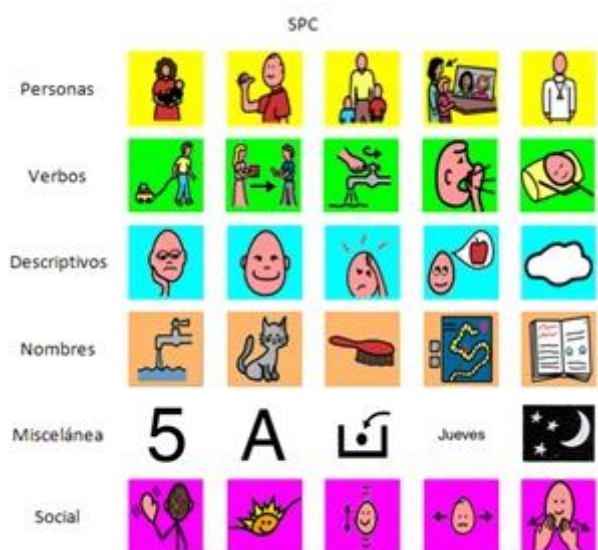 SPC
Personas
Verbos
Descriptivos
Nombres
Miscelánea 5 A Jueves
Social